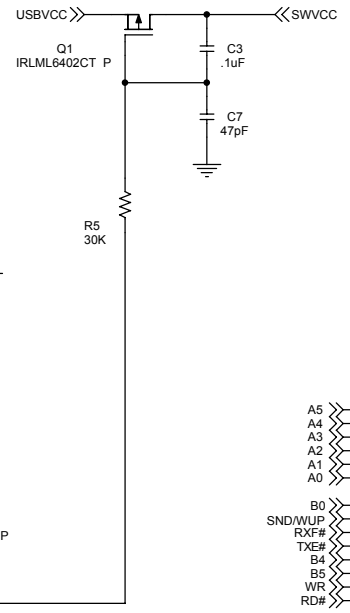 USBVCC
SWVCC
Q1
IRLML6402CT P
C3
.1uF
C7
47pF
R5
30K
A5
A4
A3
A2
A1
A0
B0
SND/WUP
RXF#
TXE#
B4
B5
WR
RD#
P